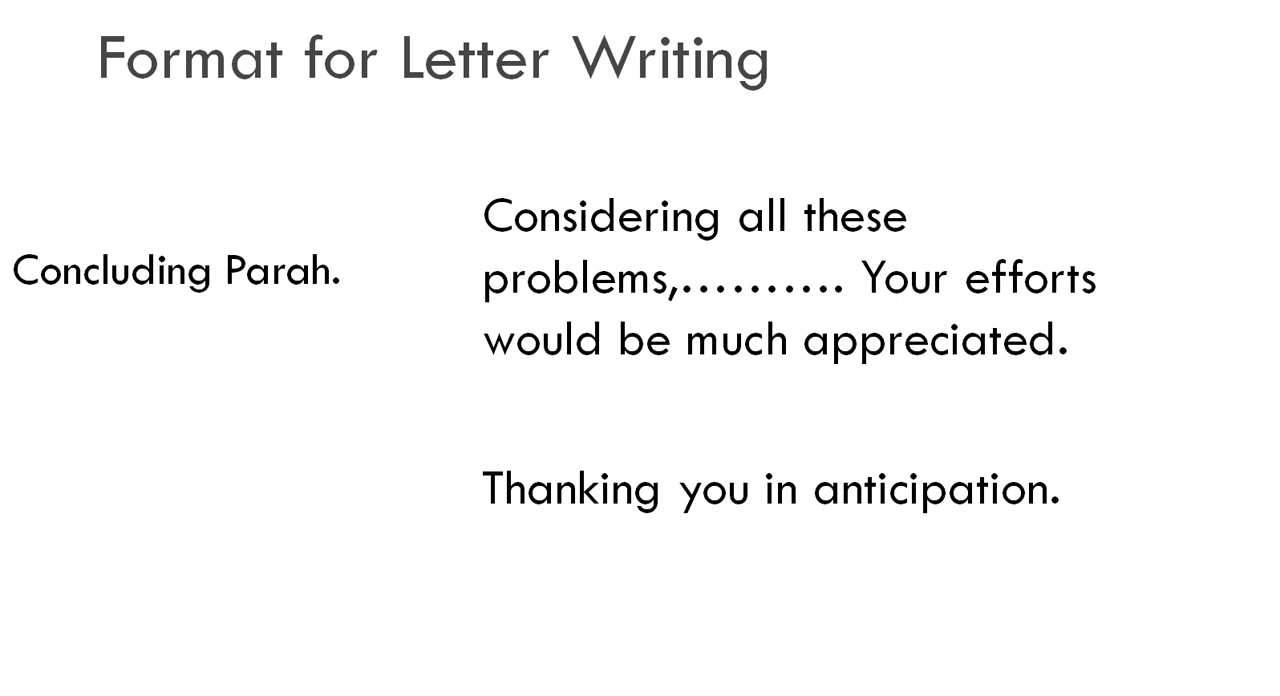 Format for Letter Writing
Concluding Parah.
Considering all these
problems,.......... Your efforts
would be much appreciated.
Thanking you in anticipation.